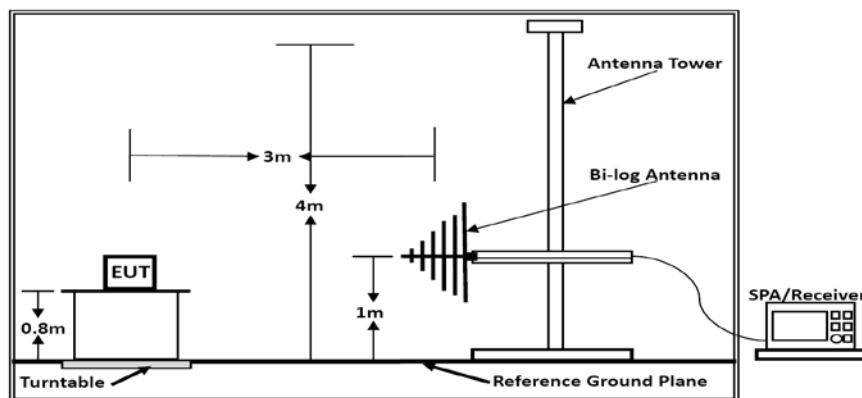 Antenna Tower
3m
Bi-log Antenna
4m
EUT
SPA/Receiver
0.8m
1m
Turntable
Reference Ground Plane